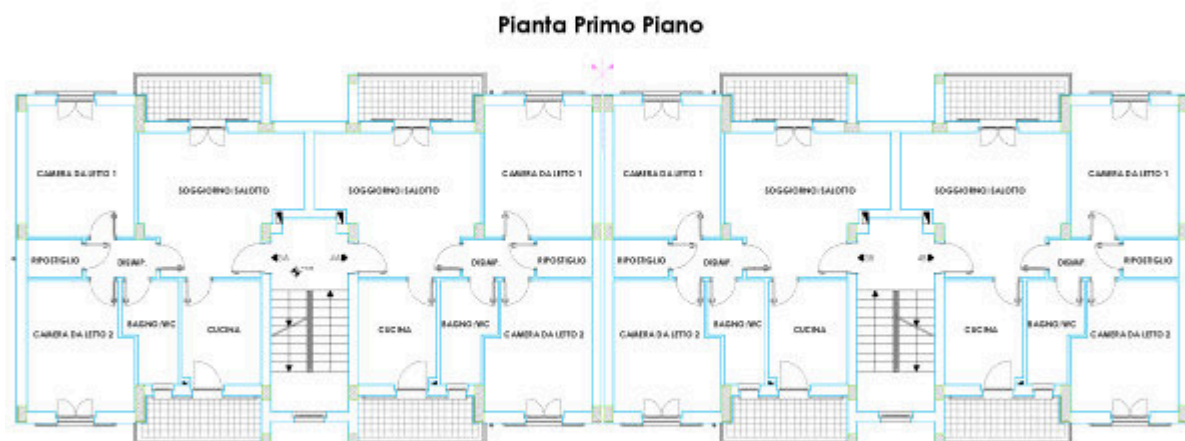 Pianta Primo Piano
CAMERA DA LETTO 1
SOGGIORNO/SALOTTO
SOGGIORNO/SALOTTO
CAMERA DA LETTO 1
CAMERA DA LETTO 1
SOGGIORNO/SALOTTO
SOGGIORNO/SALOTTO
CAMERA DA LETTO 1
RIPOSTIGLIO
DISIMP.
DISIMP.
RIPOSTIGLIO
RIPOSTIGLIO
DISIMP.
DISIMP.
RIPOSTIGLIO
CAMERA DA LETTO 2
BAGNO/WC
CUCINA
CUCINA
BAGNO/WC
CAMERA DA LETTO 2
CAMERA DA LETTO 2
BAGNO/WC
CUCINA
CUCINA
BAGNO/WC
CAMERA DA LETTO 2